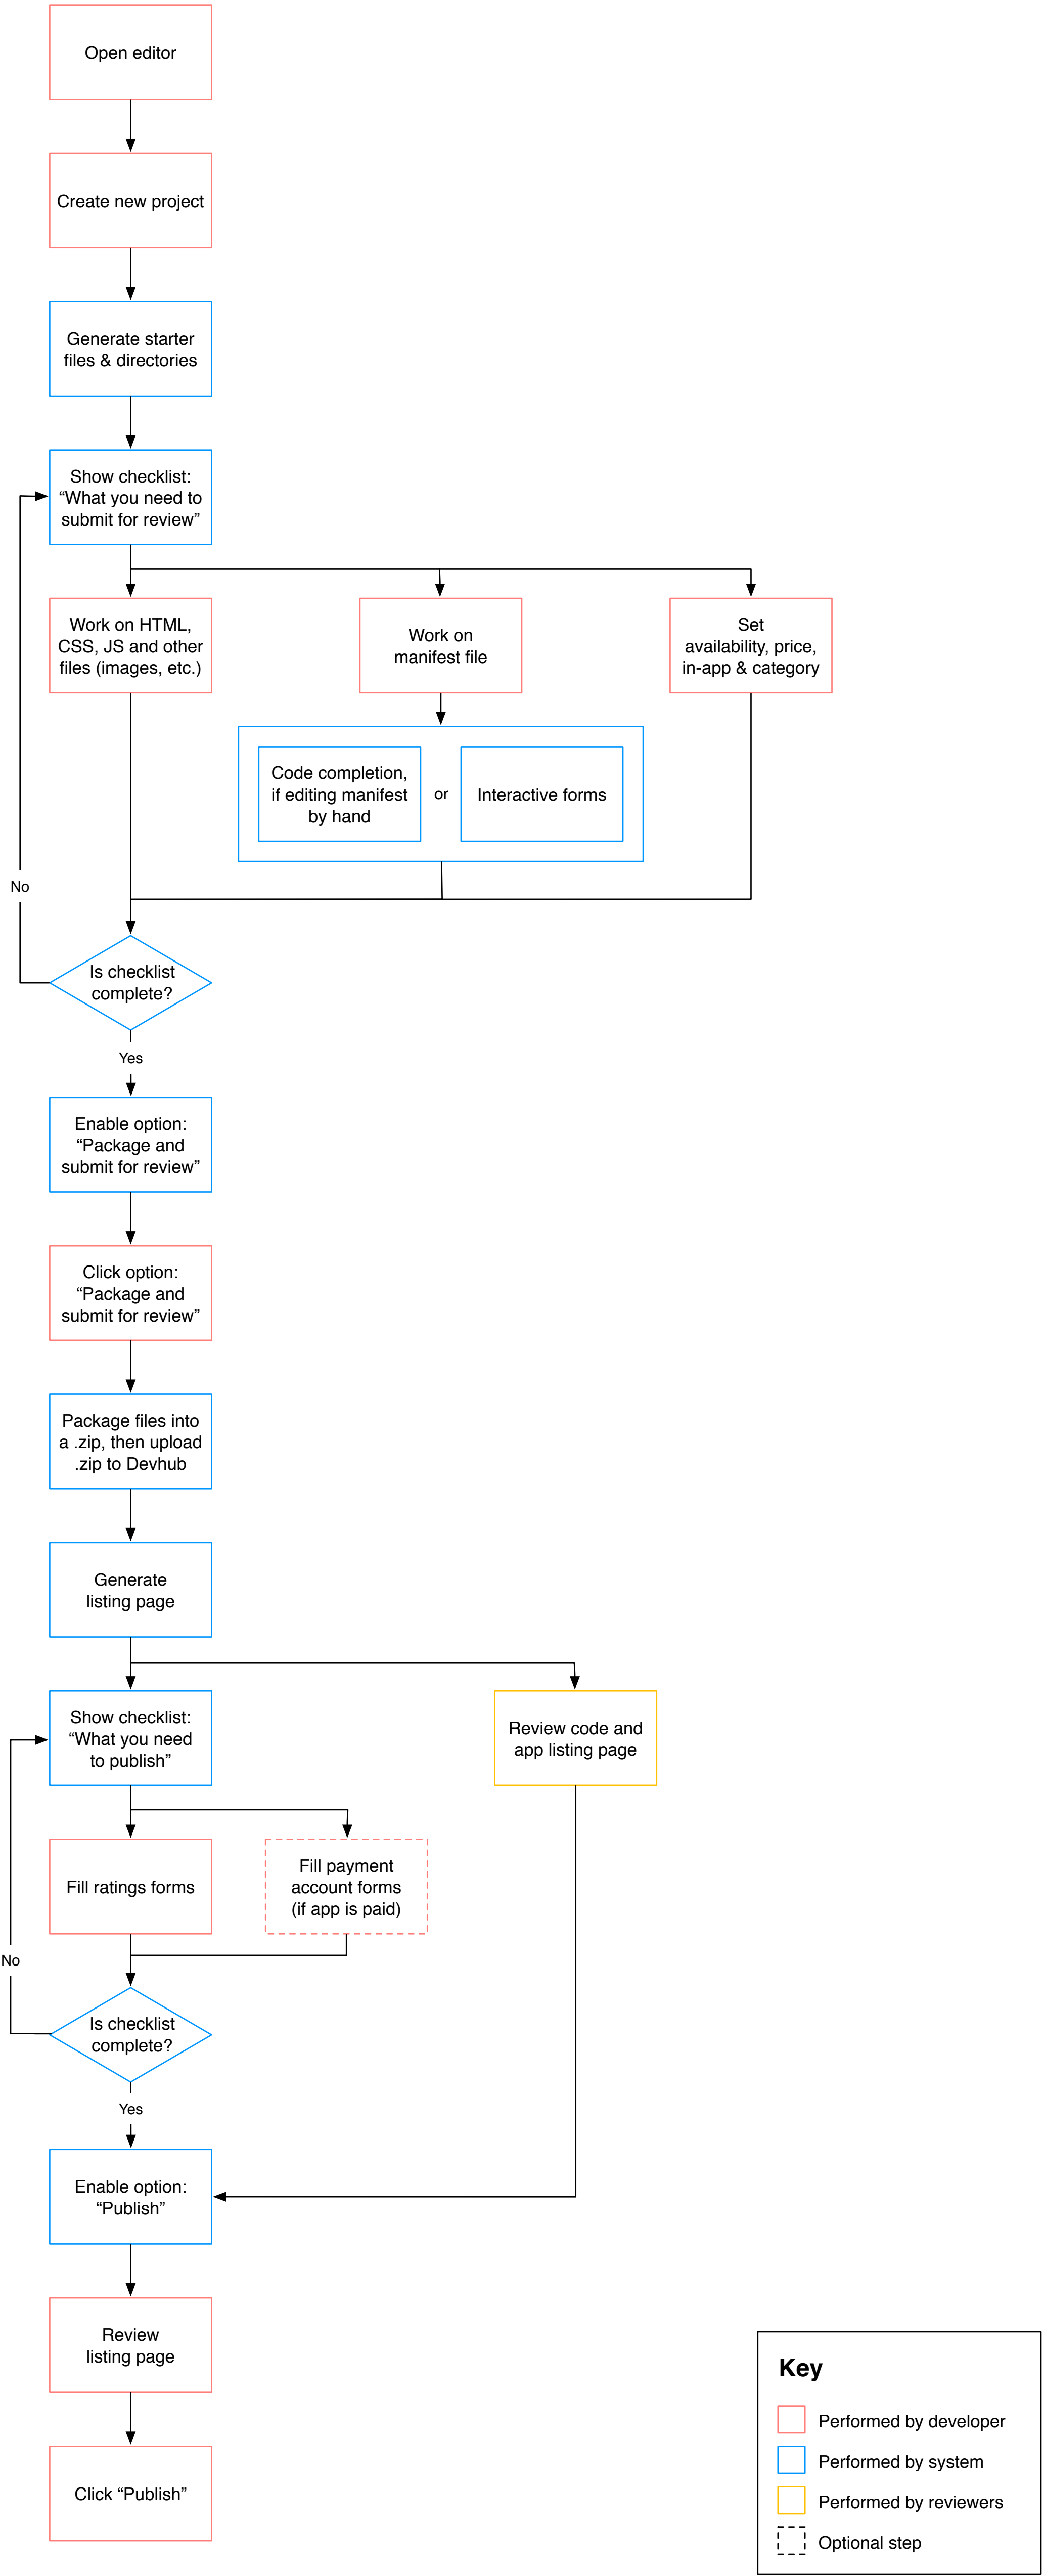 Open editor
Create new project
Generate starter
files & directories
Show checklist:
“What you need to
submit for review”
Work on HTML,
CSS, JS and other
files (images, etc.)
Work on
manifest file
Set
availability, price,
in-app & category
Code completion,
if editing manifest
by hand
or
Interactive forms
No
Is checklist
complete?
Yes
Enable option:
“Package and
submit for review”
Click option:
“Package and
submit for review”
Package files into
a .zip, then upload
.zip to Devhub
Generate
listing page
Show checklist:
“What you need
to publish”
Review code and
app listing page
Fill ratings forms
Fill payment
account forms
(if app is paid)
No
Is checklist
complete?
Yes
Enable option:
“Publish”
Review
listing page
Click “Publish”
Key
Performed by developer
Performed by system
Performed by reviewers
Optional step